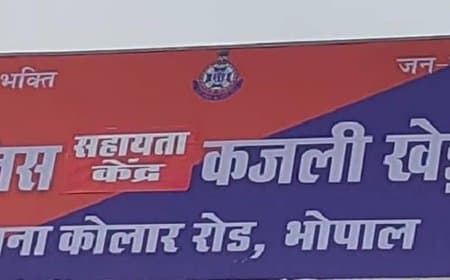 भक्ति जन-
सहायता
केंद्र
कजली
कोलार रोड, भोपाल